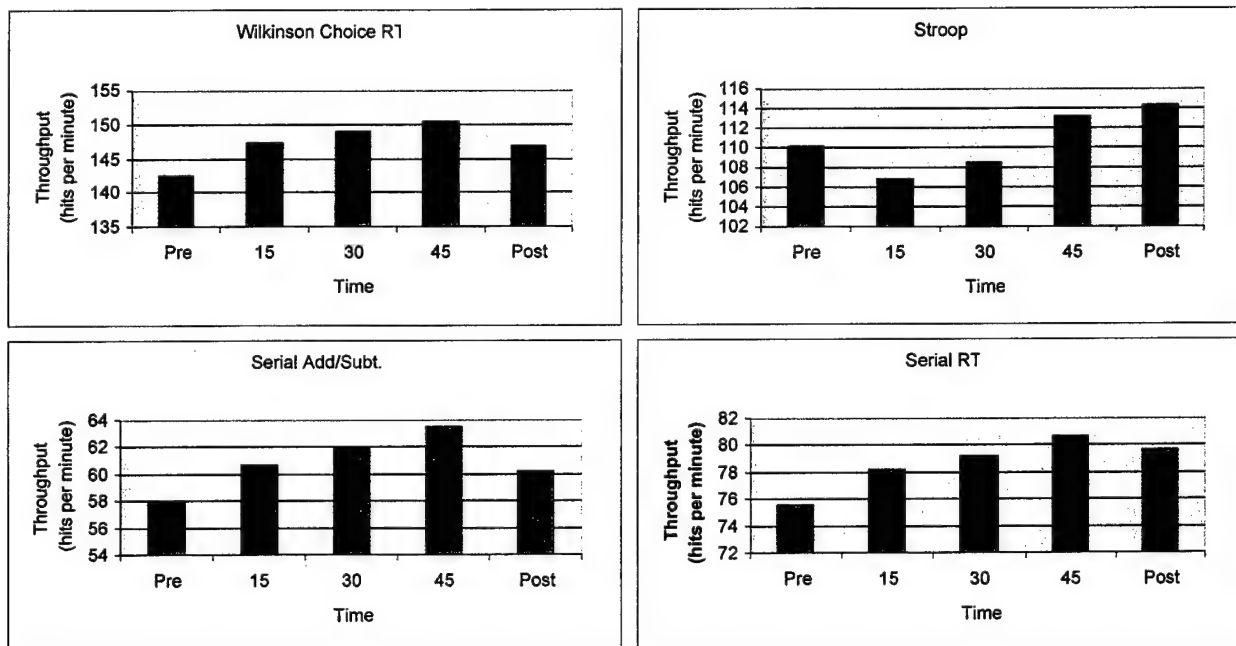 Wilkinson Choice RT
Throughput
(hits per minute)
155
150
145
140
135
Pre 15 30 45 Post
Time
Stroop
Throughput
(hits per minute)
116
114
112
110
108
106
104
102
Pre 15 30 45 Post
Time
Serial Add/Subt.
Throughput
(hits per minute)
64
62
60
58
56
54
Pre 15 30 45 Post
Time
Serial RT
Throughput
(hits per minute)
82
80
78
76
74
72
Pre 15 30 45 Post
Time